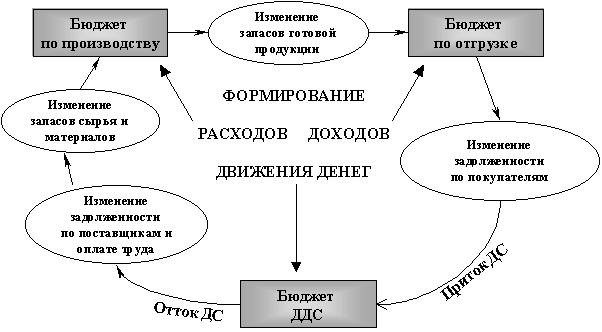 Бюджет
по производству
Изменение
запасов готовой
продукции
Бюджет
по отгрузке
ФОРМИРОВАНИЕ
РАСХОДОВ ДОХОДОВ
ДВИЖЕНИЯ ДЕНЕГ
Изменение
запасов сырья и
материалов
Изменение
задолженности
по покупателям
Изменение
задолженности
по поставщикам и
оплате труда
Приток ДС
Отток ДС
Бюджет
ДДС